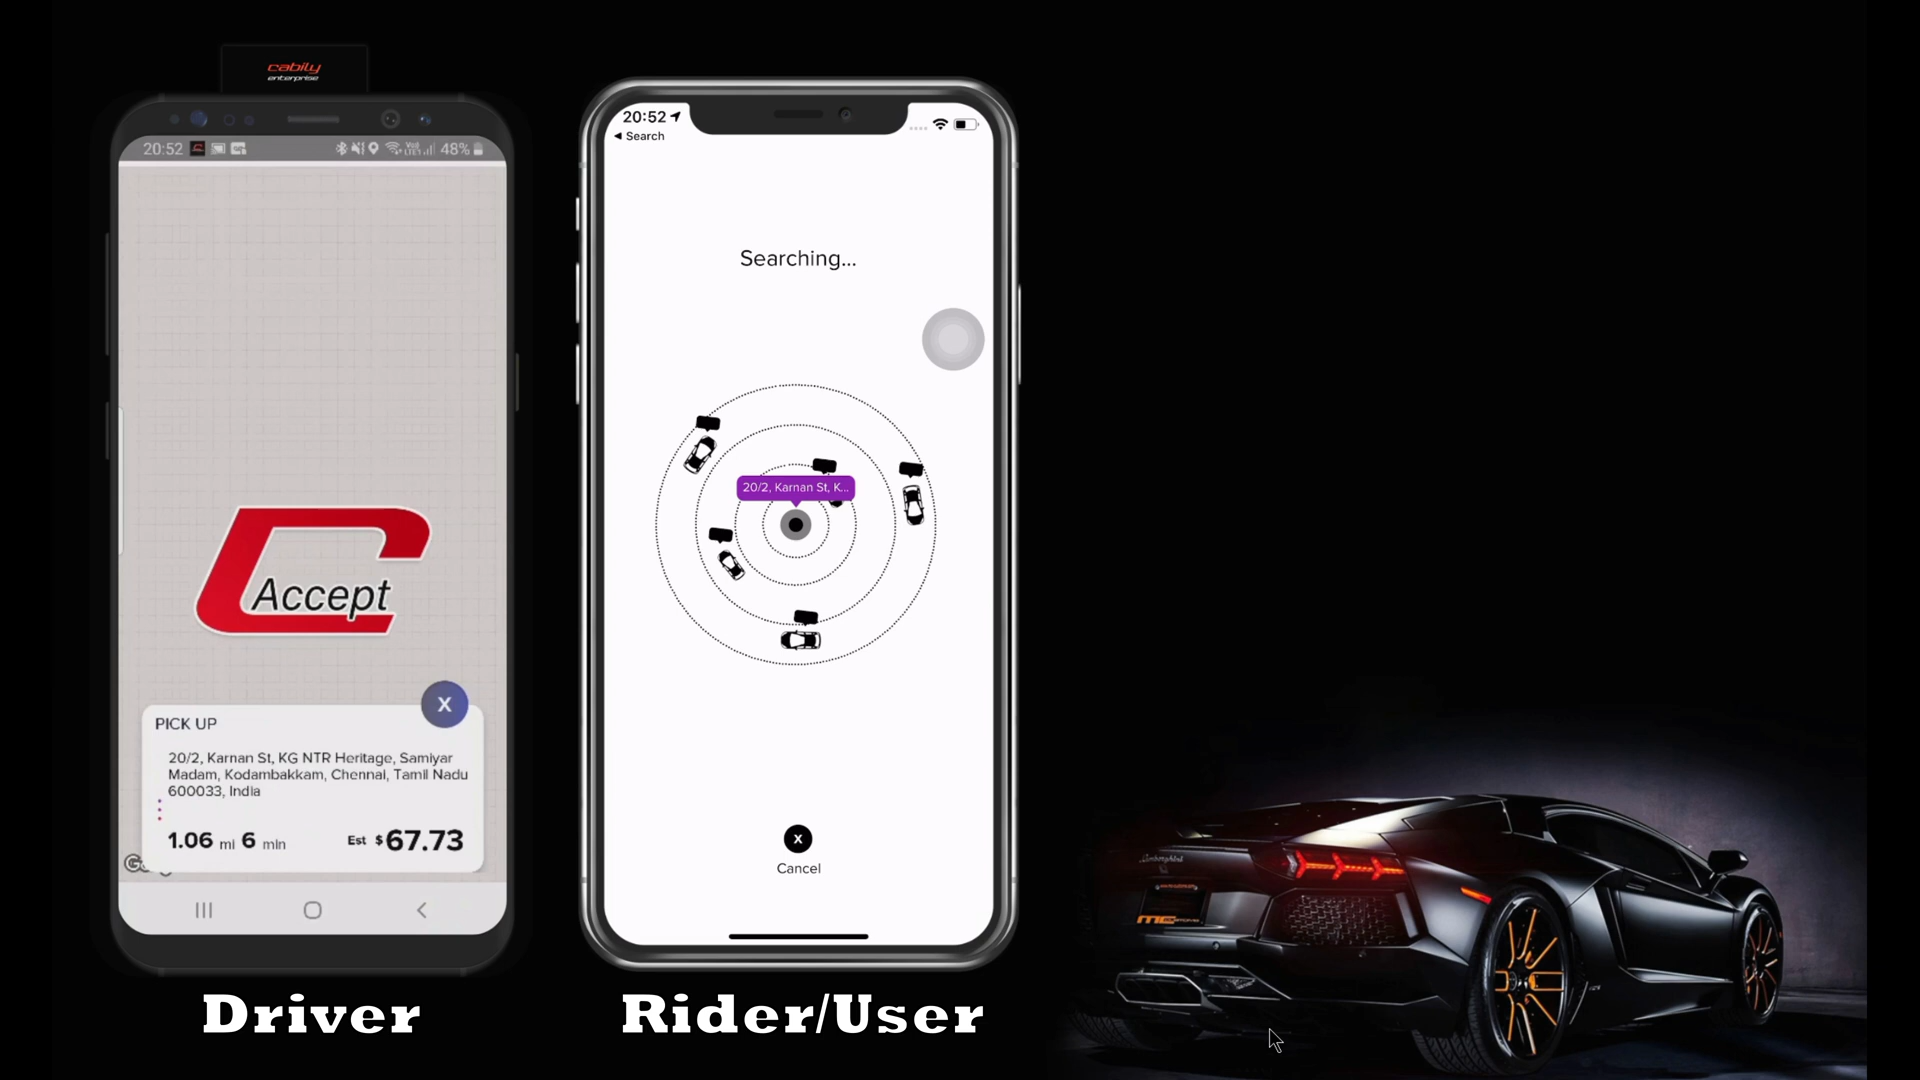 cabily
enterprise
20:52
48%
PICK UP
X
20/2, Karnan St, KG NTR Heritage, Samiyar
Madam, Kodambakkam, Chennai, Tamil Nadu
600033, India
1.06 mi 6 min
Est $67.73
Accept
Driver
20:52
Search
Searching...
20/2, Karnan St, K...
X
Cancel
Rider/User
Lamborghini